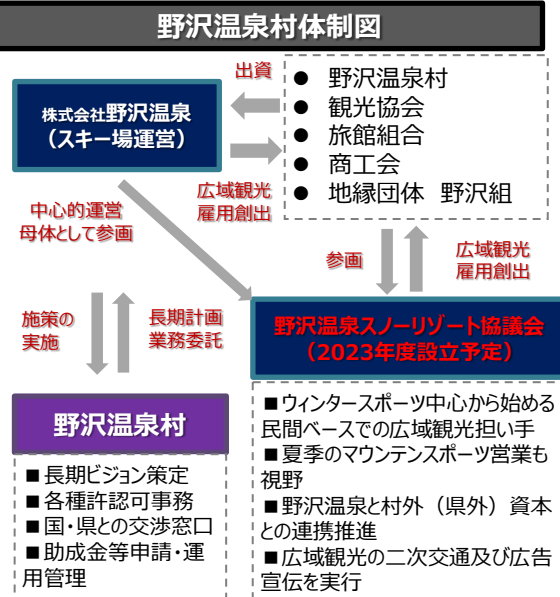 野沢温泉村体制図
株式会社野沢温泉
（スキー場運営）
出資
● 野沢温泉村
● 観光協会
● 旅館組合
● 商工会
● 地縁団体 野沢組
広域観光
雇用創出
中心的運営
母体として参画
参画
広域観光
雇用創出
施策の
実施
長期計画
業務委託
野沢温泉スノーリゾート協議会
（2023年度設立予定）
野沢温泉村
■長期ビジョン策定
■各種許認可事務
■国・県との交渉窓口
■助成金等申請・運
用管理
■ウィンタースポーツ中心から始める
民間ベースでの広域観光担い手
■夏季のマウンテンスポーツ営業も
視野
■野沢温泉と村外（県外）資本
との連携推進
■広域観光の二次交通及び広告
宣伝を実行